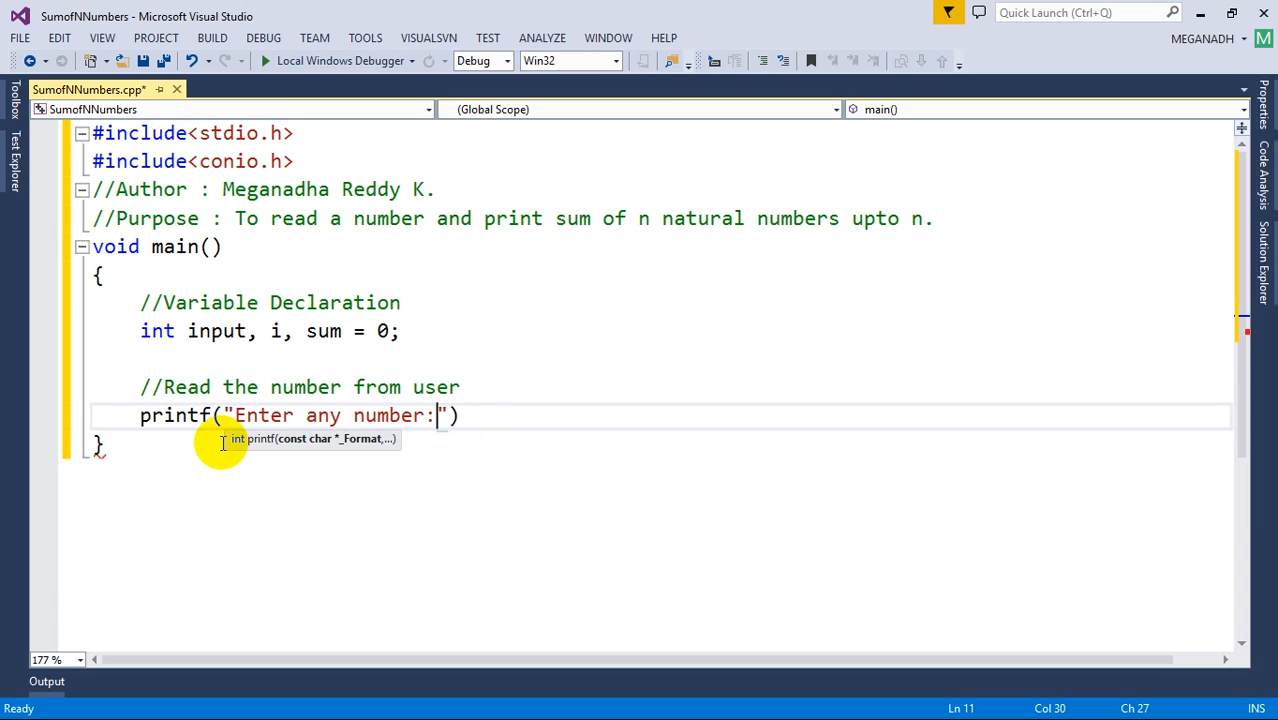 SumofNNumbers - Microsoft Visual Studio
Quick Launch (Ctrl+Q)
FILE EDIT VIEW PROJECT BUILD DEBUG TEAM TOOLS VISUALSVN TEST ANALYZE WINDOW HELP
MEGANADH M
Local Windows Debugger Debug Win32
SumofNNumbers.cpp*
SumofNNumbers (Global Scope) main()
Toolbox
Test Explorer
Properties
Code Analysis
Solution Explorer
#include<stdio.h>
#include<conio.h>
//Author : Meganadha Reddy K.
//Purpose : To read a number and print sum of n natural numbers upto n.
void main()
{
//Variable Declaration
int input, i, sum = 0;
//Read the number from user
printf("Enter any number:")
int printf(const char *_Format,...)
}
177 %
Output
Ready Ln 11 Col 30 Ch 27 INS